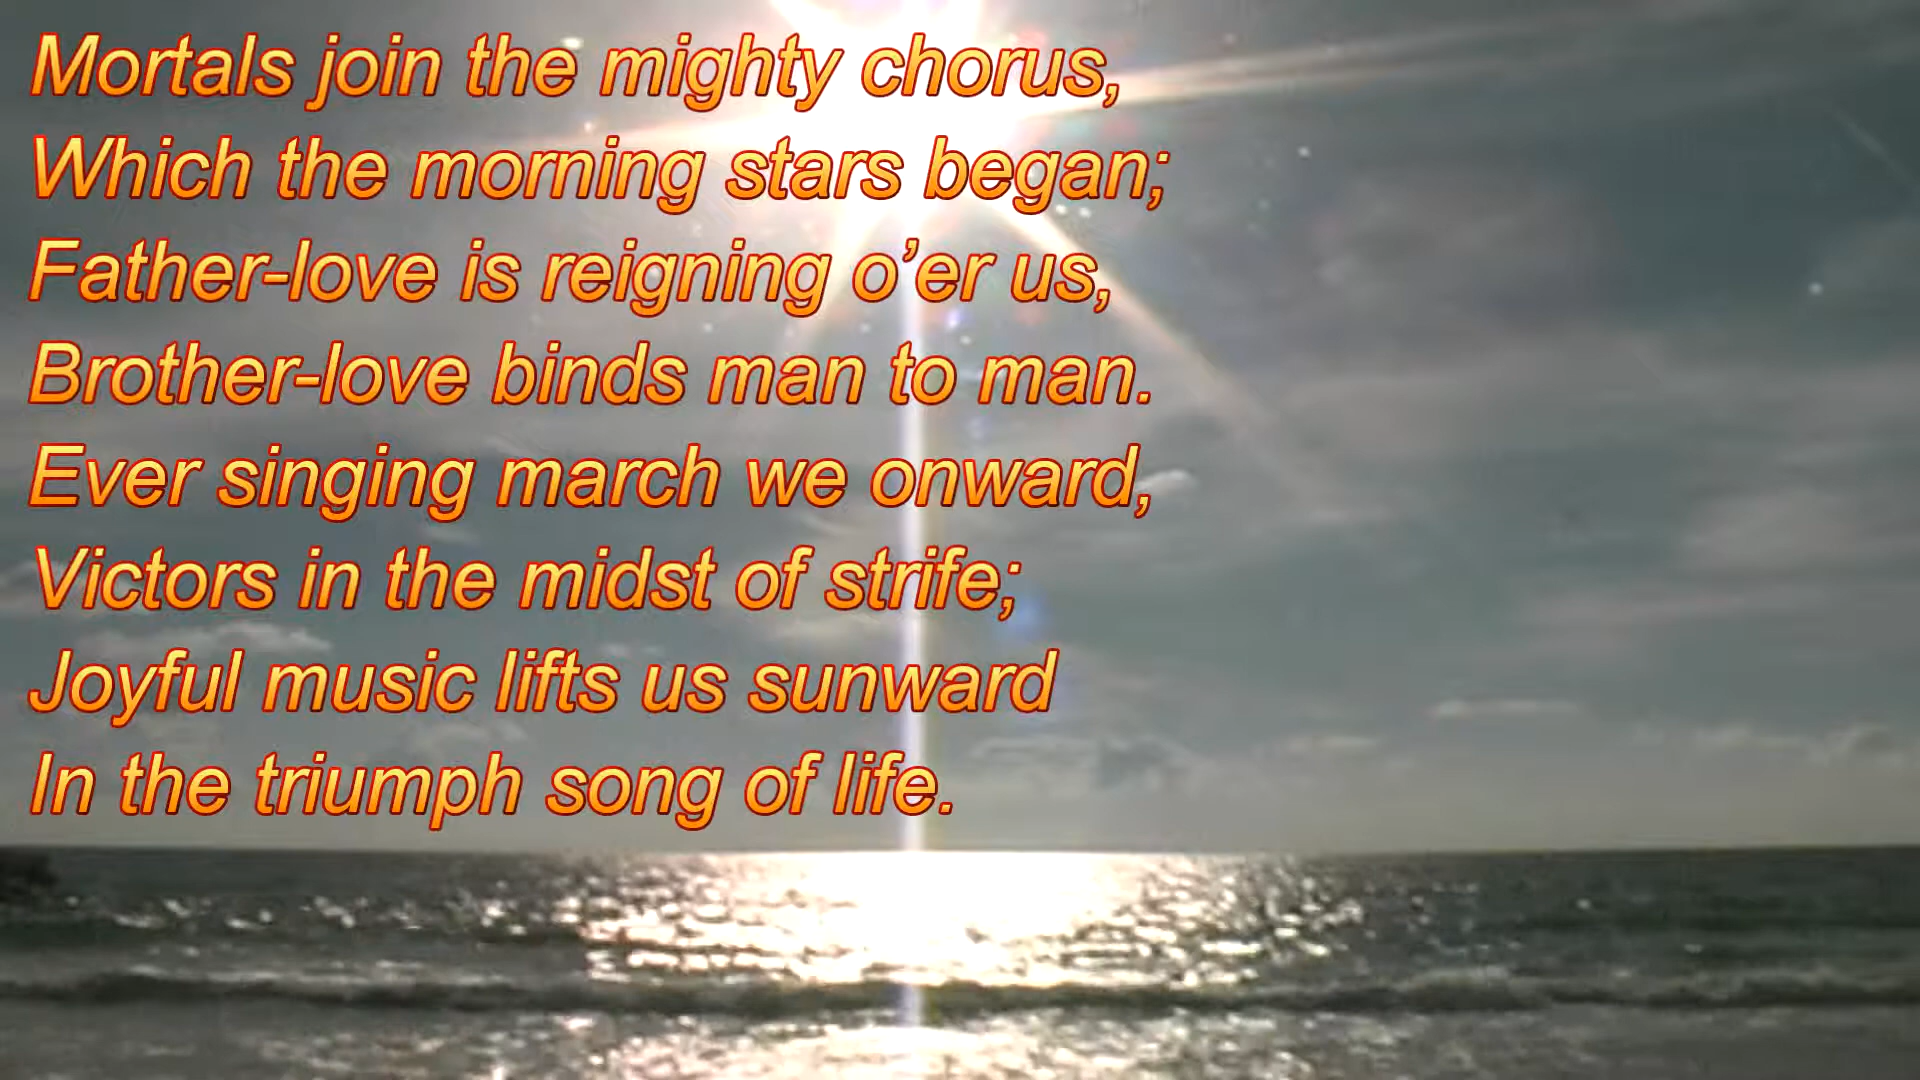 Mortals join the mighty chorus,
Which the morning stars began;
Father-love is reigning o’er us,
Brother-love binds man to man.
Ever singing march we onward,
Victors in the midst of strife;
Joyful music lifts us sunward
In the triumph song of life.